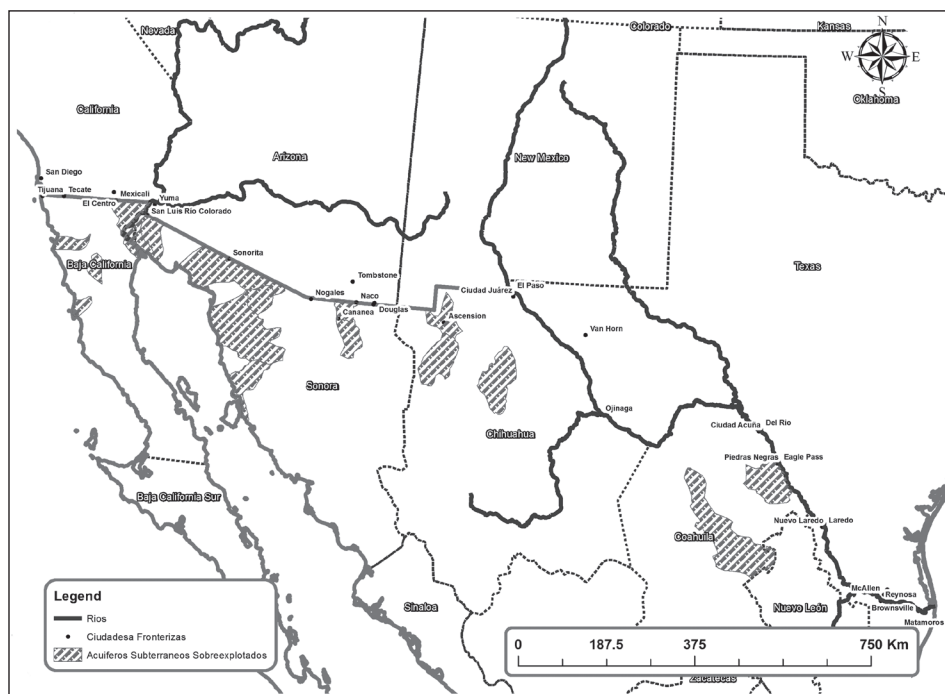 Nevada
Colorado
Kansas
N
W E
S
Oklahoma
California
Arizona
New Mexico
San Diego
Tijuana Tecate
Mexicali
El Centro
Yuma
San Luis Río Colorado
Sonorita
Baja California
Texas
Tombstone
Nogales
Naco
Douglas
Cananea
Ciudad Juárez
El Paso
Ascension
Van Horn
Sonora
Chihuahua
Ojinaga
Ciudad Acuña
Del Rio
Piedras Negras Eagle Pass
Baja California Sur
Coahuila
Nuevo Laredo Laredo
Sinaloa
Nuevo León
McAllen
Reynosa
Brownsville
Matamoros
Zacatecas
Legend
Rios
Ciudadesa Fronterizas
Acuiferos Subterraneos Sobreexplotados
0 187.5 375 750 Km